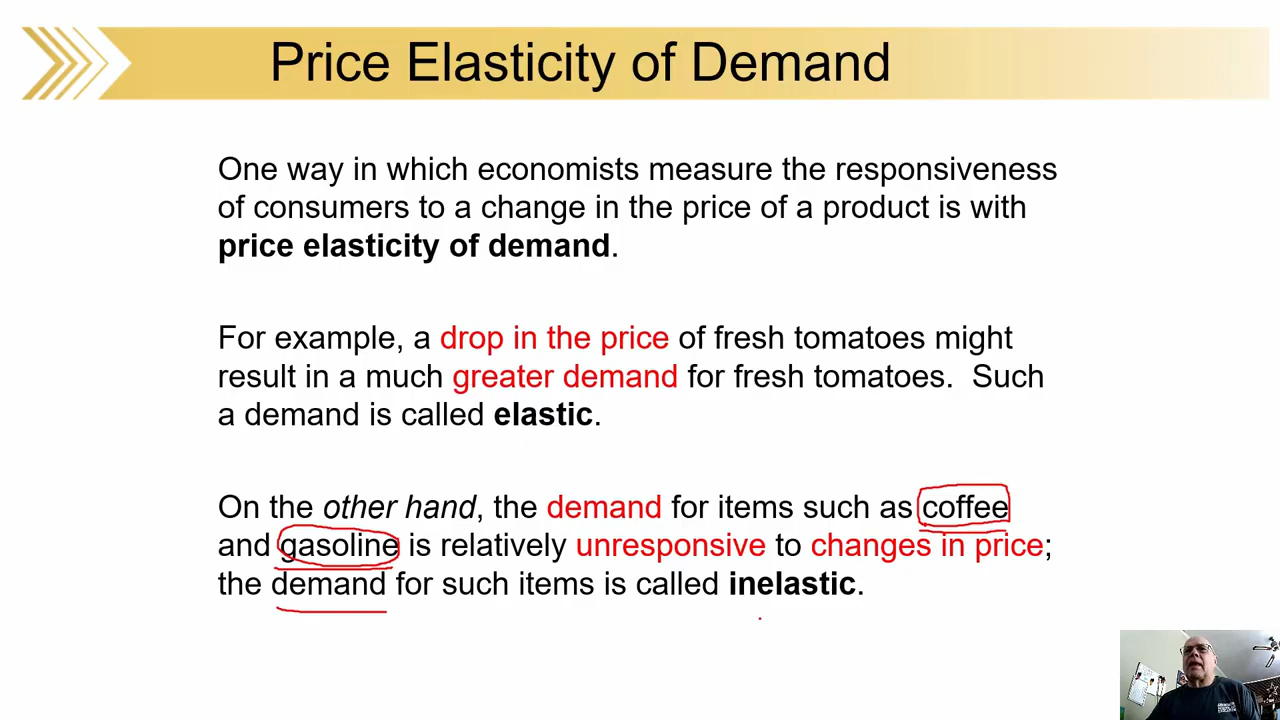 Price Elasticity of Demand
One way in which economists measure the responsiveness
of consumers to a change in the price of a product is with
price elasticity of demand.
For example, a drop in the price of fresh tomatoes might
result in a much greater demand for fresh tomatoes. Such
a demand is called elastic.
On the other hand, the demand for items such as coffee
and gasoline is relatively unresponsive to changes in price;
the demand for such items is called inelastic.